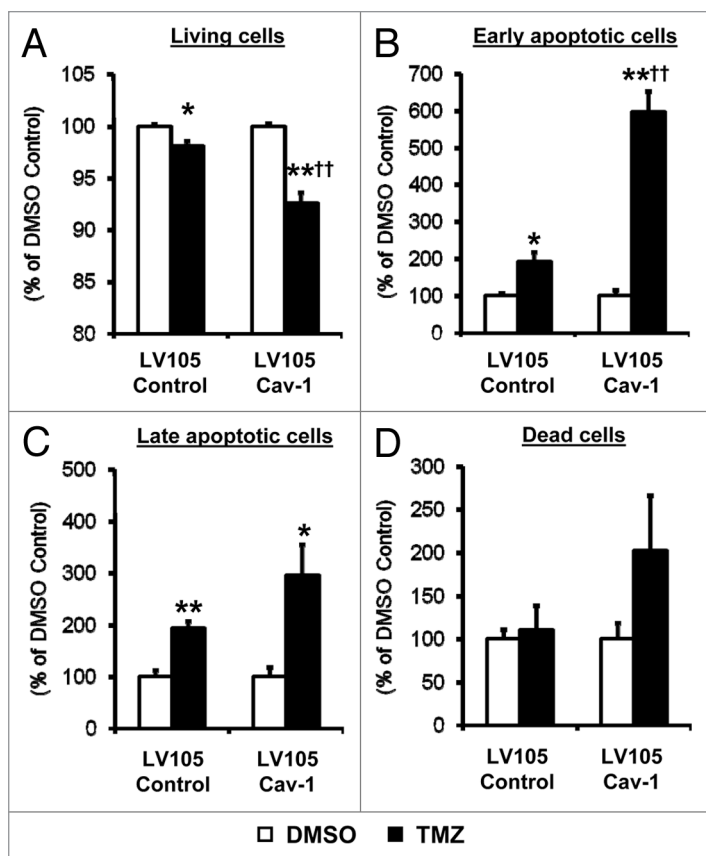 A
Living cells
(% of DMSO Control)
105
100
95
90
85
80
*
**††
LV105
Control
LV105
Cav-1
B
Early apoptotic cells
(% of DMSO Control)
700
600
500
400
300
200
100
0
*
**††
LV105
Control
LV105
Cav-1
C
Late apoptotic cells
(% of DMSO Control)
500
400
300
200
100
0
**
*
LV105
Control
LV105
Cav-1
D
Dead cells
(% of DMSO Control)
300
250
200
150
100
50
0
LV105
Control
LV105
Cav-1
DMSO TMZ